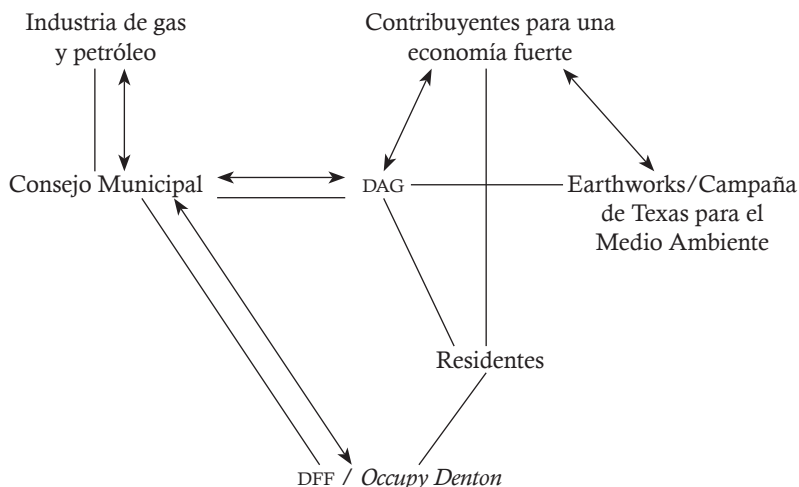 Industria de gas
y petróleo
Contribuyentes para una
economía fuerte
Consejo Municipal
DAG
Earthworks/Campaña
de Texas para el
Medio Ambiente
Residentes
DFF / Occupy Denton